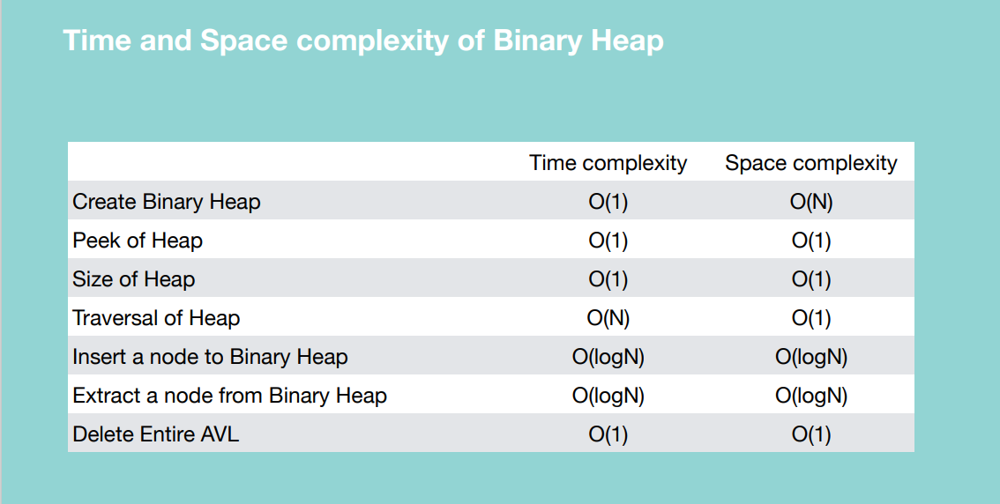 Time and Space complexity of Binary Heap
Time complexity Space complexity
Create Binary Heap O(1) O(N)
Peek of Heap O(1) O(1)
Size of Heap O(1) O(1)
Traversal of Heap O(N) O(1)
Insert a node to Binary Heap O(logN) O(logN)
Extract a node from Binary Heap O(logN) O(logN)
Delete Entire AVL O(1) O(1)